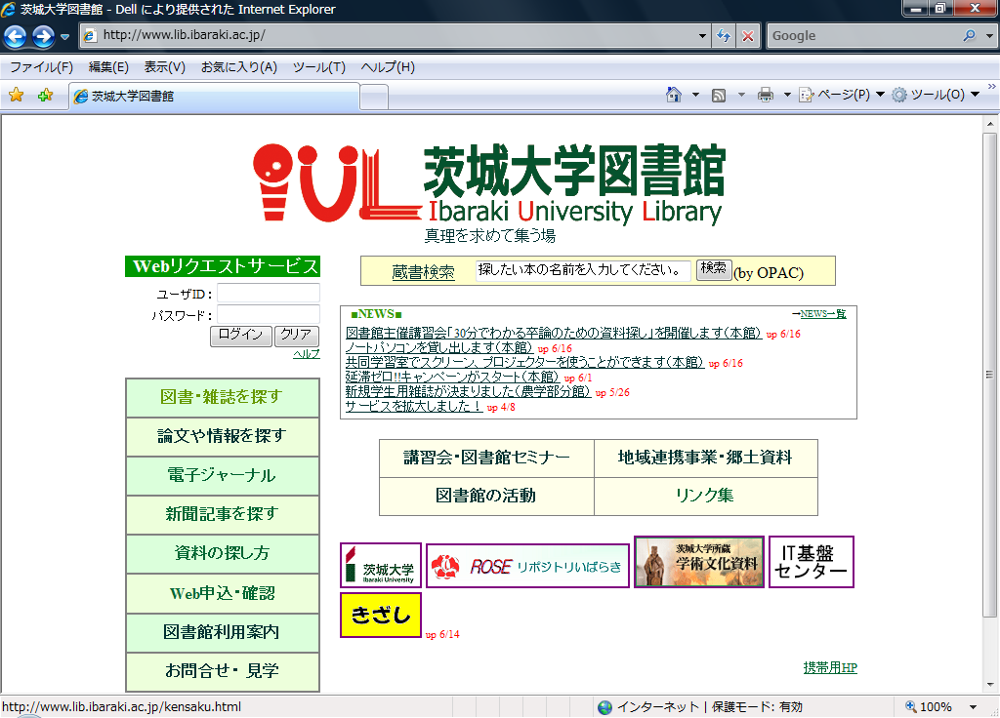 茨城大学図書館 - Dell により提供された Internet Explorer
http://www.lib.ibaraki.ac.jp/
Google
ファイル(F) 編集(E) 表示(V) お気に入り(A) ツール(T) ヘルプ(H)
茨城大学図書館
ページ(P) ツール(O)
IUL 茨城大学図書館
Ibaraki University Library
真理を求めて集う場
Webリクエストサービス
ユーザID：
パスワード：
ログイン クリア
ヘルプ
蔵書検索 探したい本の名前を入力してください。 検索 (by OPAC)
■NEWS■ →NEWS一覧
図書館主催講習会「30分でわかる卒論のための資料探し」を開催します(本館) up 6/16
ノートパソコンを貸し出します(本館) up 6/16
共同学習室でスクリーン、プロジェクターを使うことができます(本館) up 6/16
延滞ゼロ!!キャンペーンがスタート(本館) up 6/1
新規学生用雑誌が決まりました(農学部分館) up 5/26
サービスを拡大しました！ up 4/8
図書・雑誌を探す
論文や情報を探す
電子ジャーナル
新聞記事を探す
資料の探し方
Web申込・確認
図書館利用案内
お問合せ・ 見学
講習会・図書館セミナー 地域連携事業・郷土資料
図書館の活動 リンク集
茨城大学
Ibaraki University
ROSE リポジトリいばらき
茨城大学所蔵
学術文化資料
IT基盤
センター
きざし up 6/14
携帯用HP
http://www.lib.ibaraki.ac.jp/kensaku.html
インターネット | 保護モード: 有効
100%